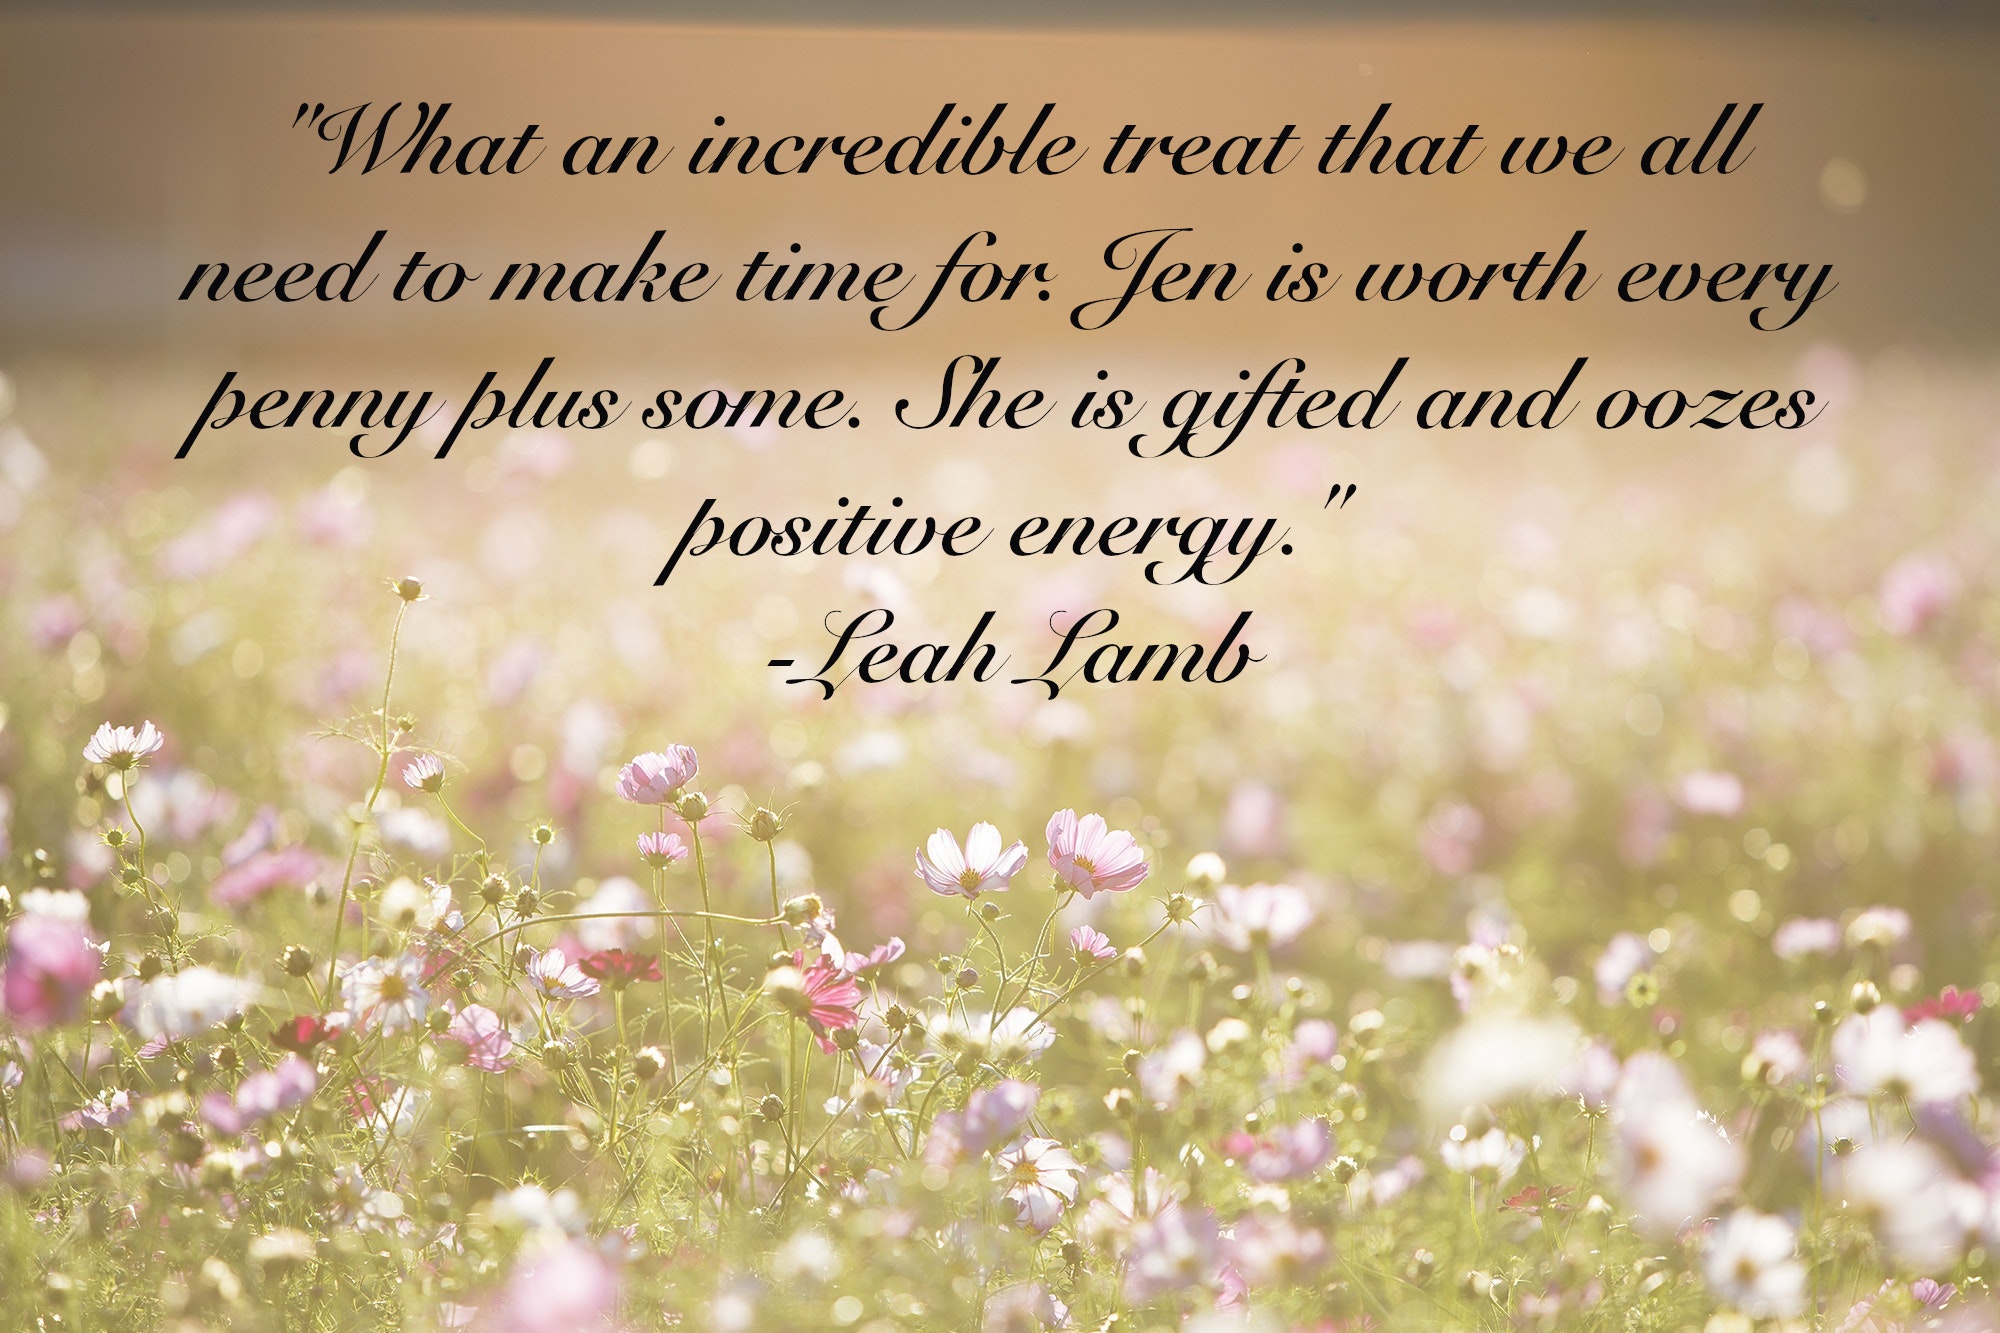 "What an incredible treat that we all
need to make time for. Jen is worth every
penny plus some. She is gifted and oozes
positive energy."
-Leah Lamb